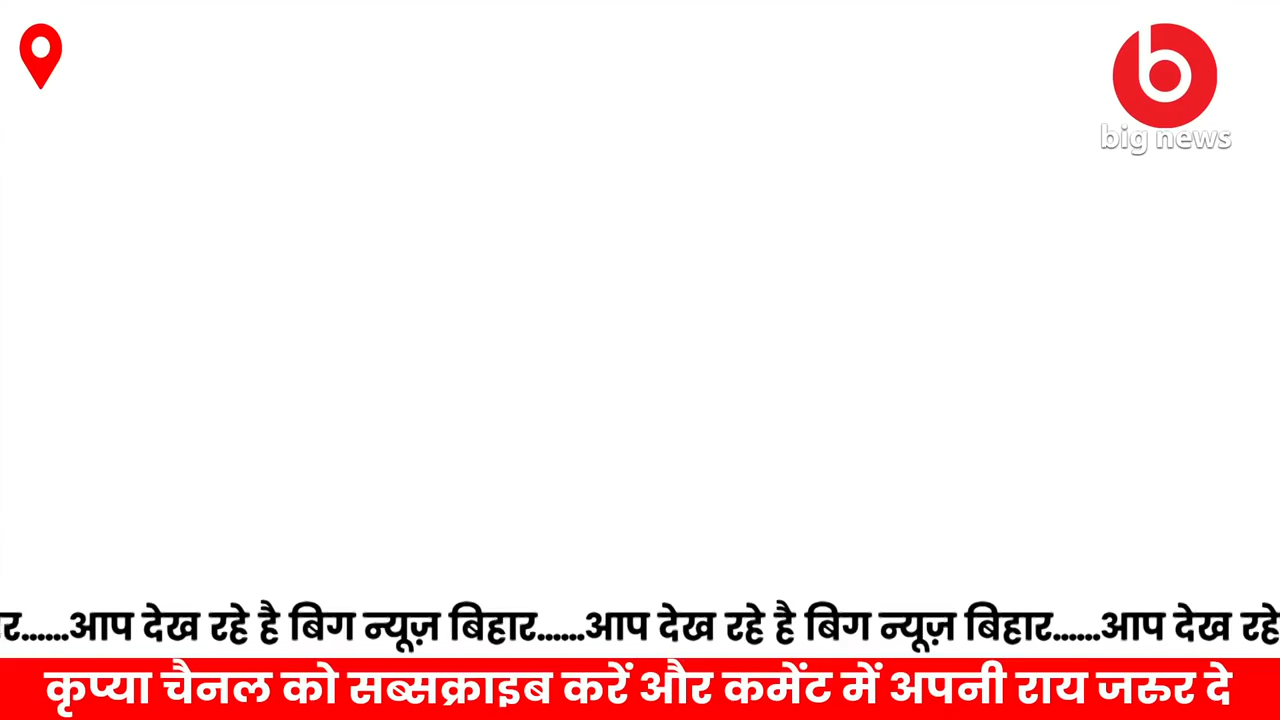 big news
र......आप देख रहे है बिग न्यूज़ बिहार......आप देख रहे है बिग न्यूज़ बिहार......आप देख रहे
कृप्या चैनल को सब्सक्राइब करें और कमेंट में अपनी राय जरुर दे